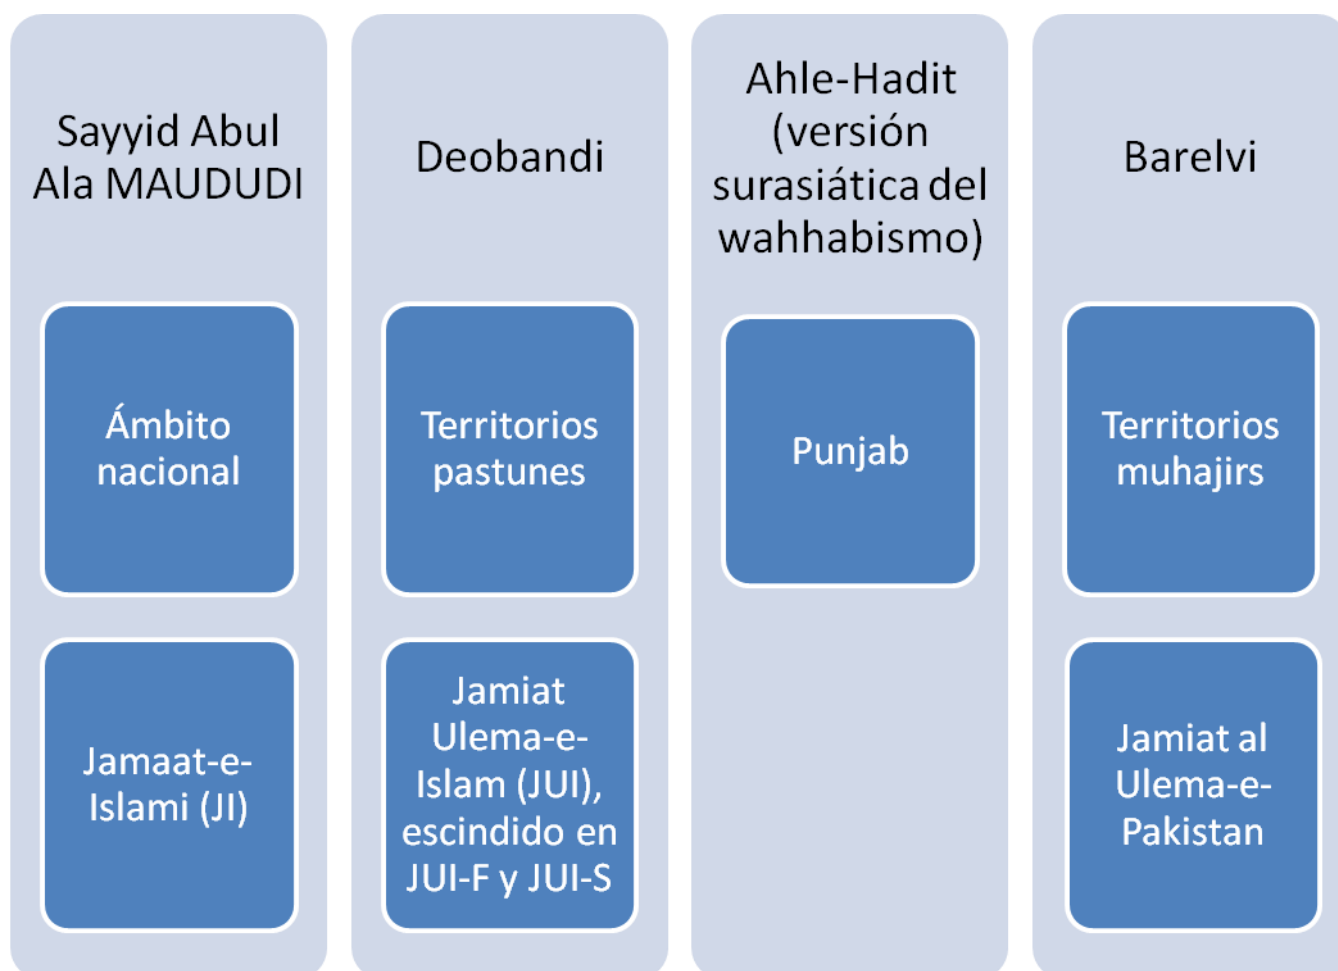 Sayyid Abul
Ala MAUDUDI
Ámbito
nacional
Jamaat-e-
Islami (JI)
Deobandi
Territorios
pastunes
Jamiat
Ulema-e-
Islam (JUI),
escindido en
JUI-F y JUI-S
Ahle-Hadit
(versión
surasiática del
wahhabismo)
Punjab
Barelvi
Territorios
muhajirs
Jamiat al
Ulema-e-
Pakistan